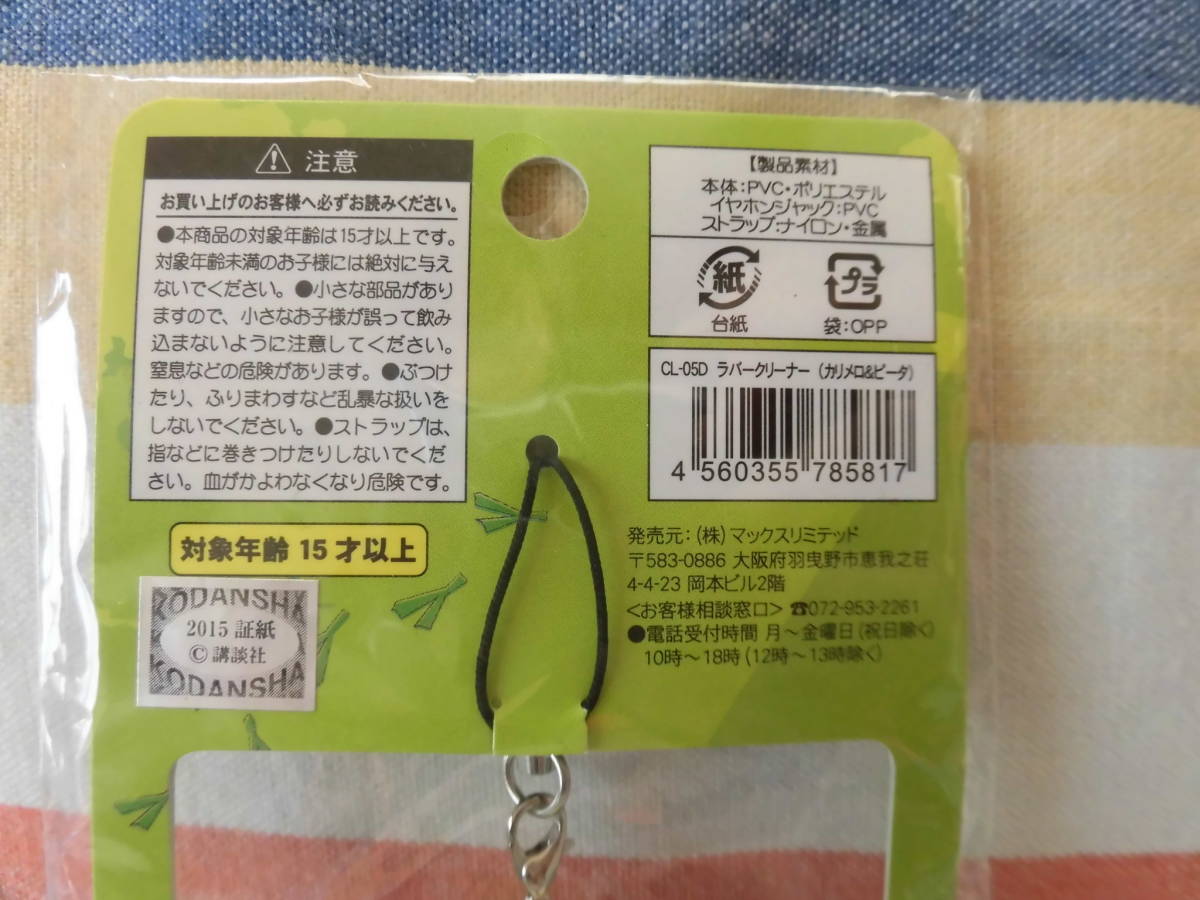 注意
お買い上げのお客様へ必ずお読みください。
●本商品の対象年齢は15才以上です。
対象年齢未満のお子様には絶対に与え
ないでください。●小さな部品があり
ますので、小さなお子様が誤って飲み
込まないように注意してください。
窒息などの危険があります。●ぶつけ
たり、ふりまわすなど乱暴な扱いを
しないでください。●ストラップは、
指などに巻きつけたりしないでくだ
さい。血がかよわなくなり危険です。
対象年齢 15 才以上
KODANSHA
2015 証紙
©講談社
KODANSHA
【製品素材】
本体：PVC・ポリエステル
イヤホンジャック：PVC
ストラップ：ナイロン・金属
紙
台紙
プラ
袋：OPP
CL-05D ラバークリーナー（カリメロ&ピータ）
4 560355 785817
発売元：(株) マックスリミテッド
〒583-0886 大阪府羽曳野市恵我之荘
4-4-23 岡本ビル2階
<お客様相談窓口> ☎072-953-2261
●電話受付時間 月～金曜日(祝日除く)
10時～18時(12時～13時除く)